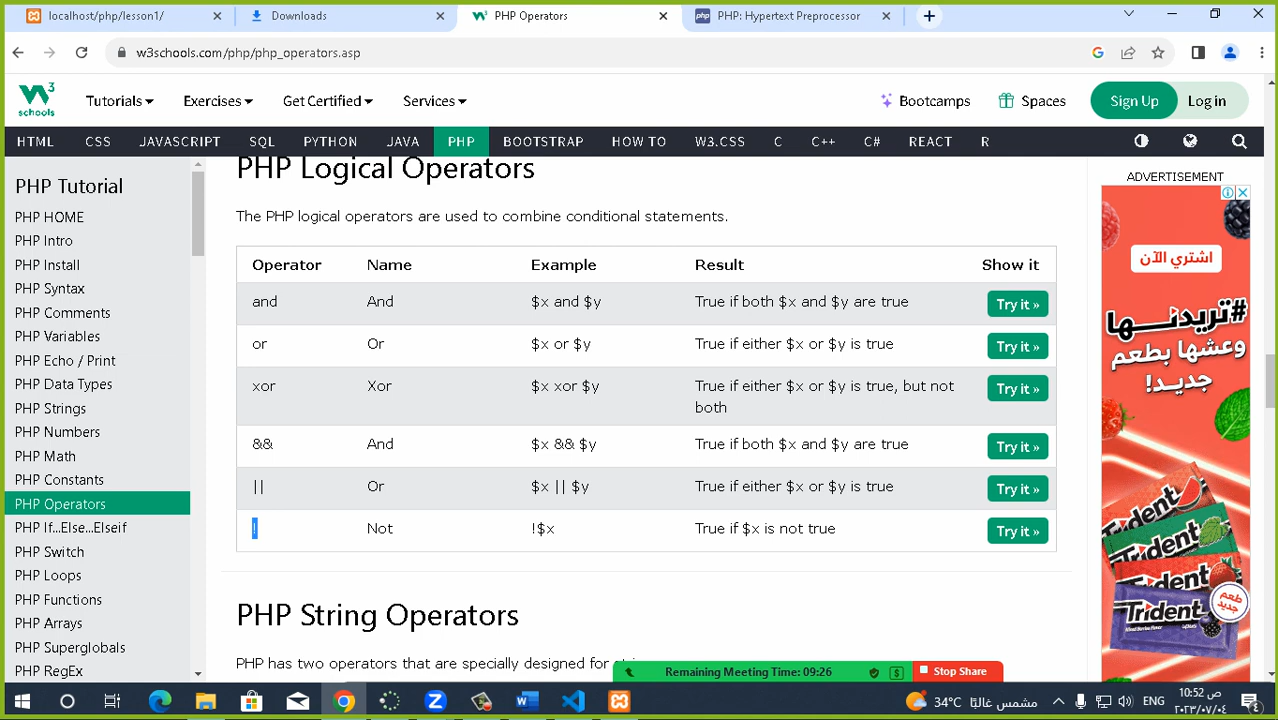 localhost/php/lesson1/
Downloads
PHP Operators
PHP: Hypertext Preprocessor
w3schools.com/php/php_operators.asp
3
schools
Tutorials
Exercises
Get Certified
Services
Bootcamps
Spaces
Sign Up
Log in
HTML
CSS
JAVASCRIPT
SQL
PYTHON
JAVA
PHP
BOOTSTRAP
HOW TO
W3.CSS
C
C++
C#
REACT
R
PHP Tutorial
PHP HOME
PHP Intro
PHP Install
PHP Syntax
PHP Comments
PHP Variables
PHP Echo / Print
PHP Data Types
PHP Strings
PHP Numbers
PHP Math
PHP Constants
PHP Operators
PHP If...Else...Elseif
PHP Switch
PHP Loops
PHP Functions
PHP Arrays
PHP Superglobals
PHP RegEx
PHP Logical Operators
The PHP logical operators are used to combine conditional statements.
Operator Name Example Result Show it
and And $x and $y True if both $x and $y are true Try it »
or Or $x or $y True if either $x or $y is true Try it »
xor Xor $x xor $y True if either $x or $y is true, but not both Try it »
&& And $x && $y True if both $x and $y are true Try it »
|| Or $x || $y True if either $x or $y is true Try it »
! Not !$x True if $x is not true Try it »
PHP String Operators
PHP has two operators that are specially designed for
ADVERTISEMENT
اشتري الآن
#تريدنـهـا
وعشها بطعم
جديـد!
Trident
Trident
Trident
Trident
طعم
جديد
Remaining Meeting Time: 09:26
$
Stop Share
34°C مشمس غالبًا
ENG
10:52 ص
٢٠٢٣/٠٧/٠٤